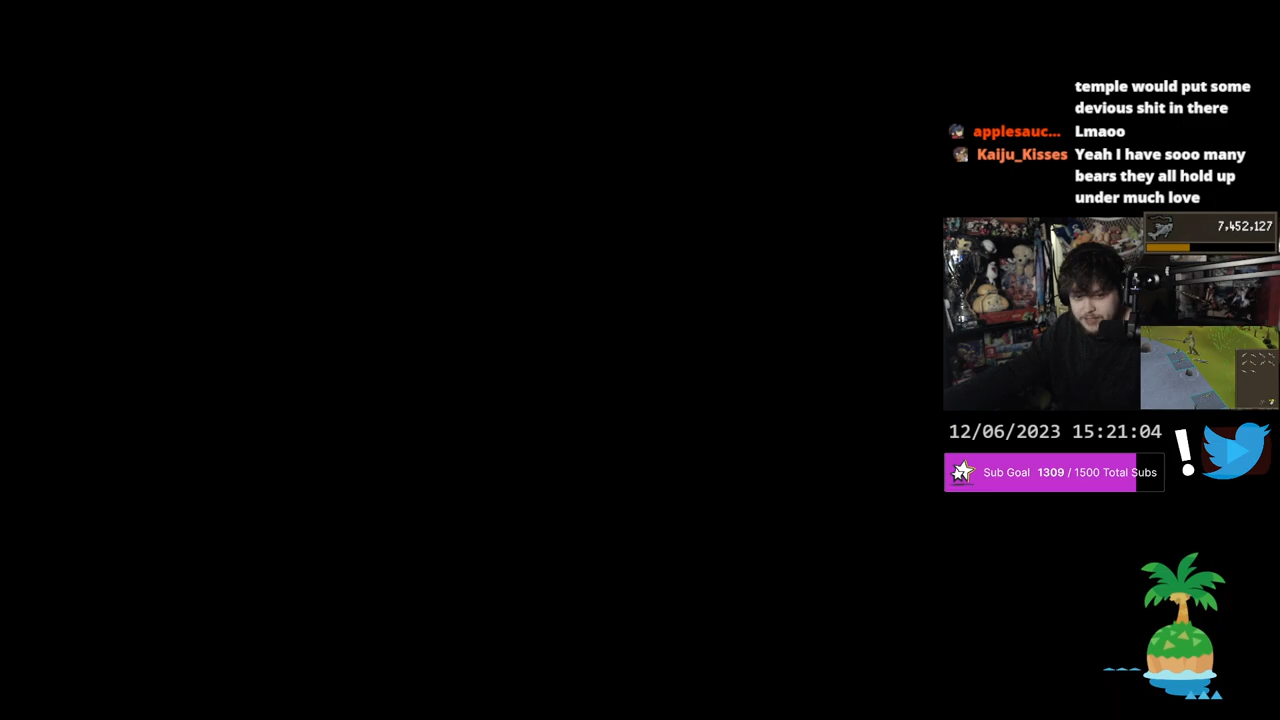 temple would put some
devious shit in there
applesauc... Lmaoo
Kaiju_Kisses Yeah I have sooo many
bears they all hold up
under much love
7,452,127
12/06/2023 15:21:04
!
Sub Goal 1309 / 1500 Total Subs